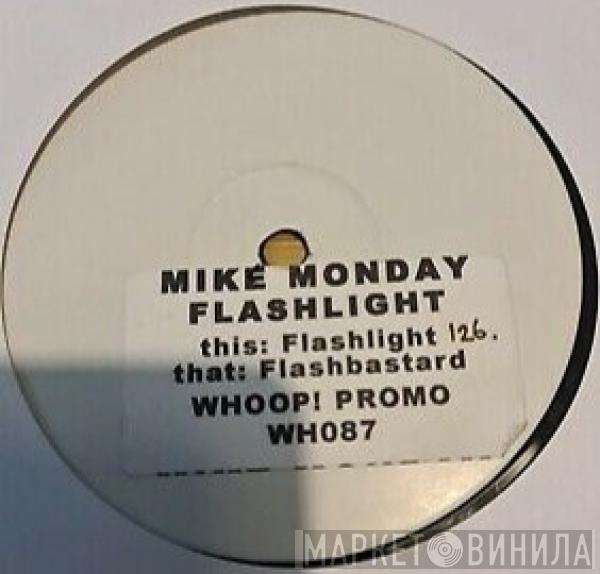 MIKE MONDAY
FLASHLIGHT
this: Flashlight 126.
that: Flashbastard
WHOOP! PROMO
WH087
МАРКЕТ ВИНИЛА